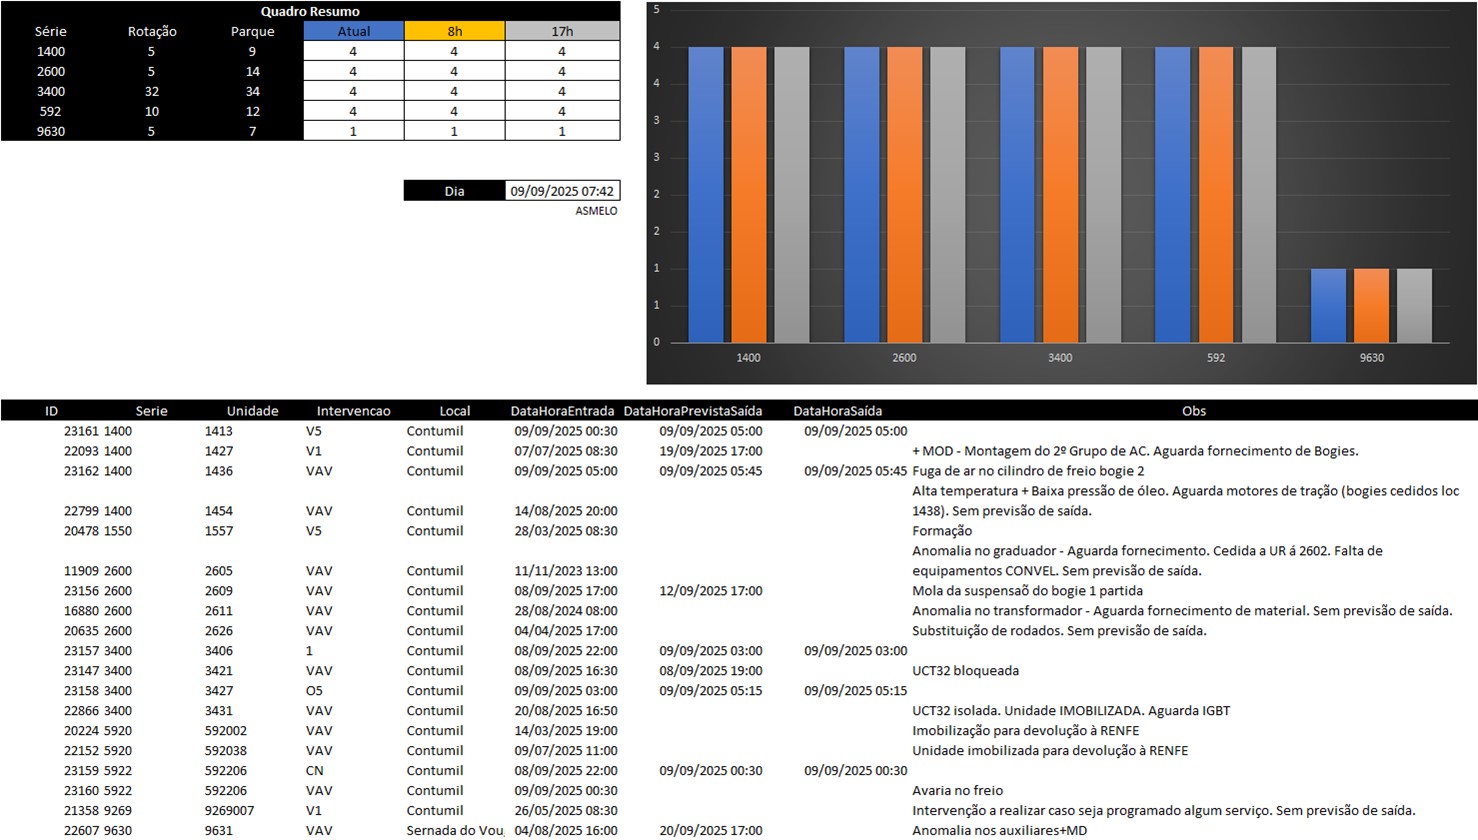 Quadro Resumo
Série Rotação Parque Atual 8h 17h
1400 5 9 4 4 4
2600 5 14 4 4 4
3400 32 34 4 4 4
592 10 12 4 4 4
9630 5 7 1 1 1
Dia 09/09/2025 07:42
ASMELO
5
4
4
3
3
2
2
1
1
0
1400 2600 3400 592 9630
ID Serie Unidade Intervencao Local DataHoraEntrada DataHoraPrevistaSaída DataHoraSaída Obs
23161 1400 1413 V5 Contumil 09/09/2025 00:30 09/09/2025 05:00 09/09/2025 05:00
22093 1400 1427 V1 Contumil 07/07/2025 08:30 19/09/2025 17:00 + MOD - Montagem do 2º Grupo de AC. Aguarda fornecimento de Bogies.
23162 1400 1436 VAV Contumil 09/09/2025 05:00 09/09/2025 05:45 09/09/2025 05:45 Fuga de ar no cilindro de freio bogie 2
Alta temperatura + Baixa pressão de óleo. Aguarda motores de tração (bogies cedidos loc
22799 1400 1454 VAV Contumil 14/08/2025 20:00 1438). Sem previsão de saída.
20478 1550 1557 V5 Contumil 28/03/2025 08:30 Formação
Anomalia no graduador - Aguarda fornecimento. Cedida a UR á 2602. Falta de
11909 2600 2605 VAV Contumil 11/11/2023 13:00 equipamentos CONVEL. Sem previsão de saída.
23156 2600 2609 VAV Contumil 08/09/2025 17:00 12/09/2025 17:00 Mola da suspensaõ do bogie 1 partida
16880 2600 2611 VAV Contumil 28/08/2024 08:00 Anomalia no transformador - Aguarda fornecimento de material. Sem previsão de saída.
20635 2600 2626 VAV Contumil 04/04/2025 17:00 Substituição de rodados. Sem previsão de saída.
23157 3400 3406 1 Contumil 08/09/2025 22:00 09/09/2025 03:00 09/09/2025 03:00
23147 3400 3421 VAV Contumil 08/09/2025 16:30 08/09/2025 19:00 UCT32 bloqueada
23158 3400 3427 O5 Contumil 09/09/2025 03:00 09/09/2025 05:15 09/09/2025 05:15
22866 3400 3431 VAV Contumil 20/08/2025 16:50 UCT32 isolada. Unidade IMOBILIZADA. Aguarda IGBT
20224 5920 592002 VAV Contumil 14/03/2025 19:00 Imobilização para devolução à RENFE
22152 5920 592038 VAV Contumil 09/07/2025 11:00 Unidade imobilizada para devolução à RENFE
23159 5922 592206 CN Contumil 08/09/2025 22:00 09/09/2025 00:30 09/09/2025 00:30
23160 5922 592206 VAV Contumil 09/09/2025 00:30 Avaria no freio
21358 9269 9269007 V1 Contumil 26/05/2025 08:30 Intervenção a realizar caso seja programado algum serviço. Sem previsão de saída.
22607 9630 9631 VAV Sernada do Vou 04/08/2025 16:00 20/09/2025 17:00 Anomalia nos auxiliares+MD